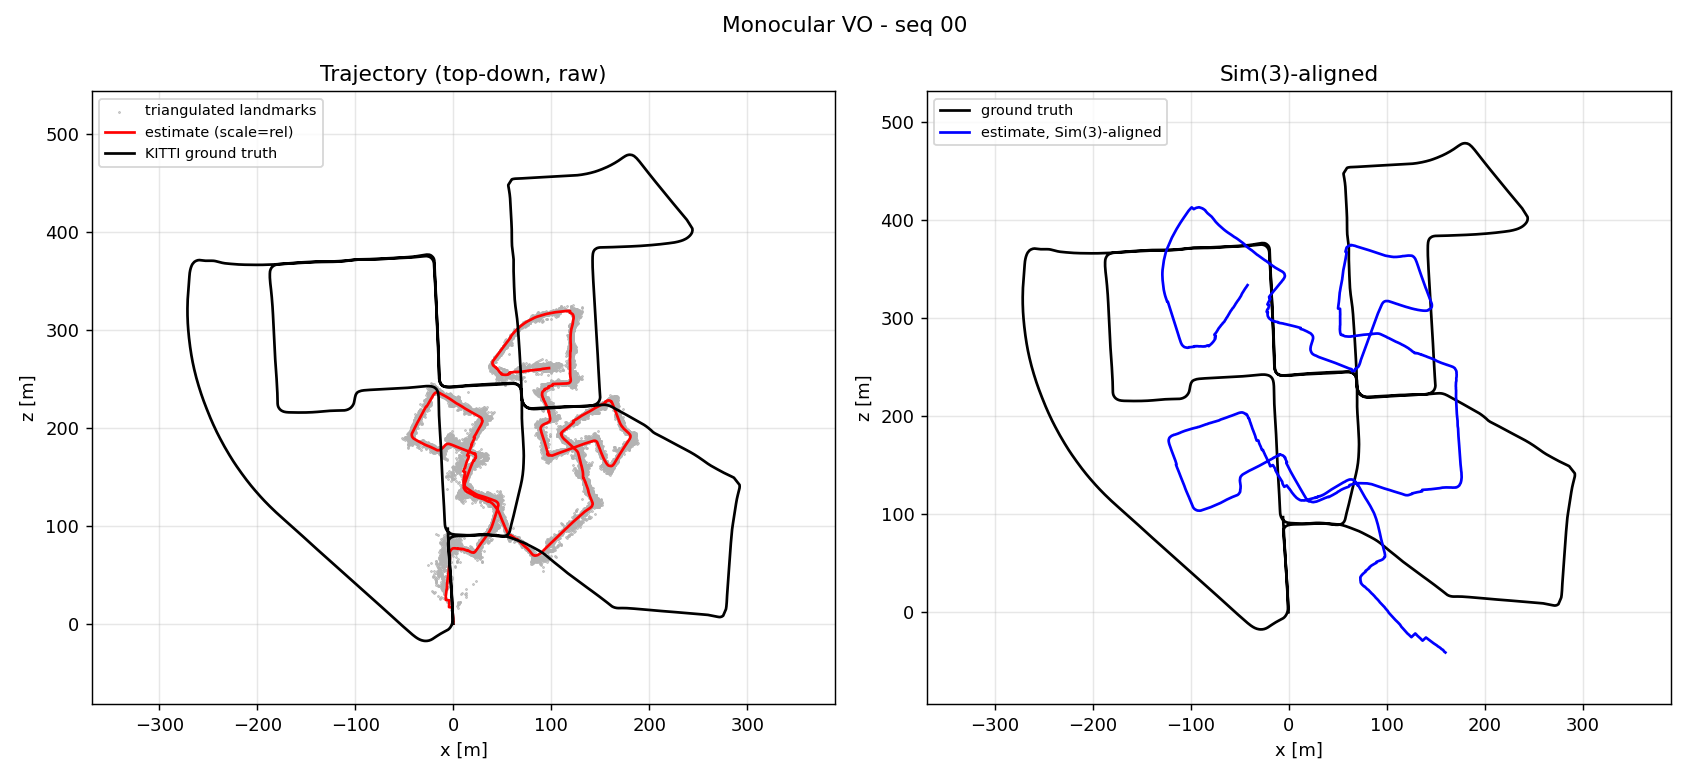 Monocular VO - seq 00
Trajectory (top-down, raw)
triangulated landmarks
estimate (scale=rel)
KITTI ground truth
500
400
300
200
100
0
z [m]
−300
−200
−100
0
100
200
300
x [m]
Sim(3)-aligned
ground truth
estimate, Sim(3)-aligned
500
400
300
200
100
0
z [m]
−300
−200
−100
0
100
200
300
x [m]